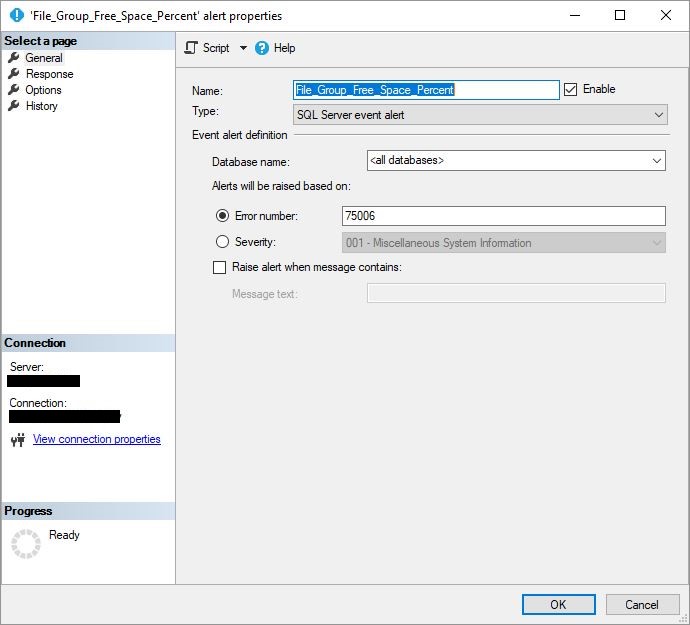 'File_Group_Free_Space_Percent' alert properties
Select a page
General
Response
Options
History
Script
Help
Name:
File_Group_Free_Space_Percent
Enable
Type:
SQL Server event alert
Event alert definition
Database name:
<all databases>
Alerts will be raised based on:
Error number:
75006
Severity:
001 - Miscellaneous System Information
Raise alert when message contains:
Message text:
Connection
Server:
Connection:
View connection properties
Progress
Ready
OK
Cancel